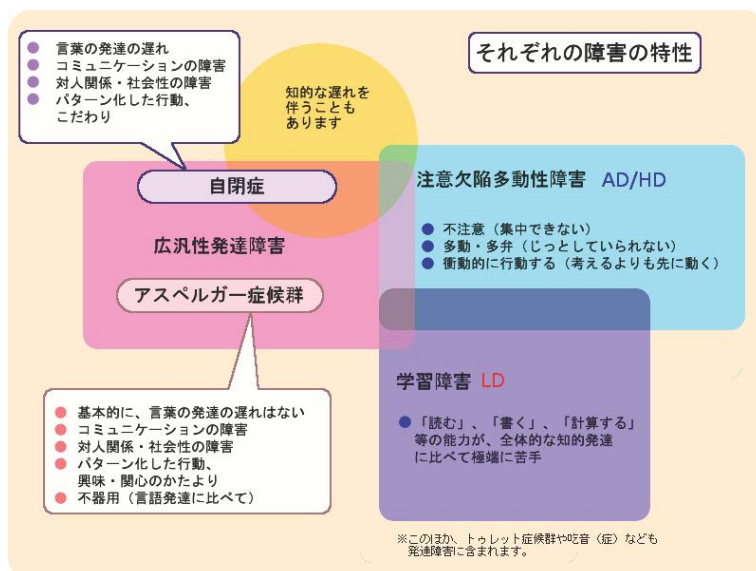 それぞれの障害の特性
● 言葉の発達の遅れ
● コミュニケーションの障害
● 対人関係・社会性の障害
● パターン化した行動、
こだわり
知的な遅れを
伴うことも
あります
自閉症
広汎性発達障害
アスペルガー症候群
注意欠陥多動性障害 AD/HD
● 不注意（集中できない）
● 多動・多弁（じっとしていられない）
● 衝動的に行動する（考えるよりも先に動く）
学習障害 LD
● 「読む」、「書く」、「計算する」
等の能力が、全体的な知的発達
に比べて極端に苦手
● 基本的に、言葉の発達の遅れはない
● コミュニケーションの障害
● 対人関係・社会性の障害
● パターン化した行動、
興味・関心のかたより
● 不器用（言語発達に比べて）
※このほか、トゥレット症候群や吃音（症）なども
発達障害に含まれます。